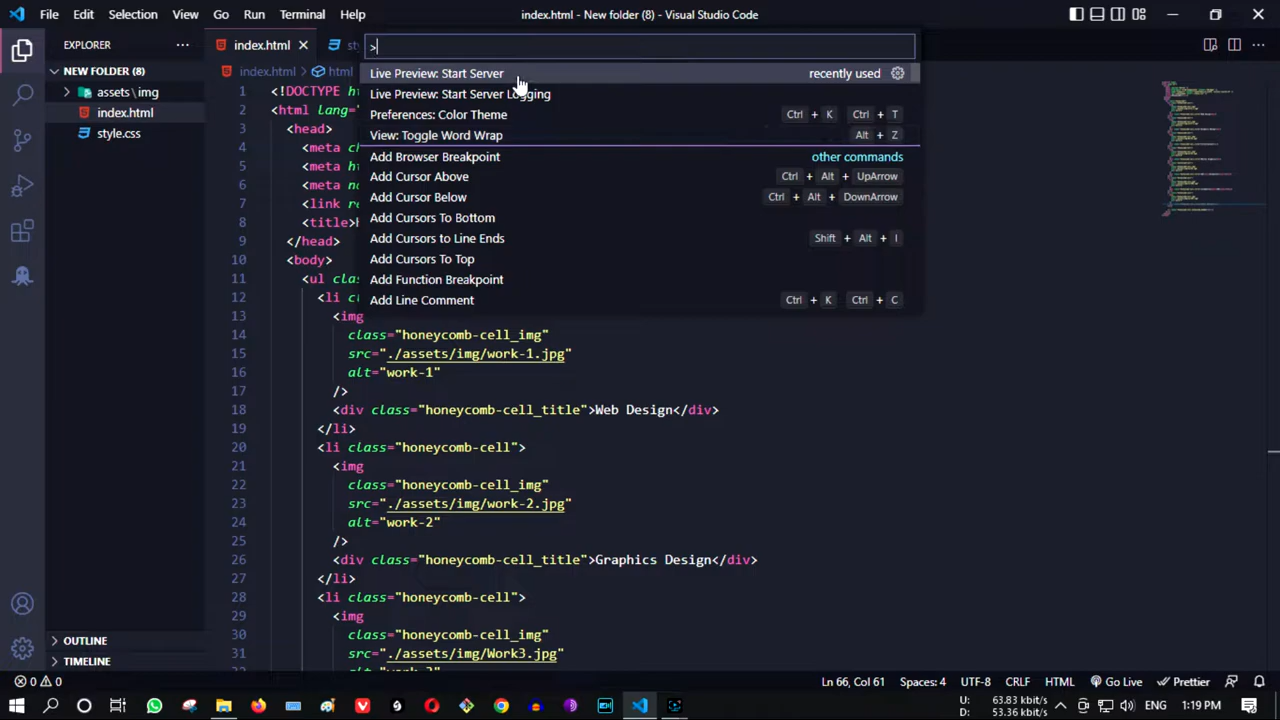 File Edit Selection View Go Run Terminal Help
index.html - New folder (8) - Visual Studio Code
EXPLORER
index.html
>
NEW FOLDER (8)
assets\img
index.html
style.css
index.html
html
Live Preview: Start Server recently used
Live Preview: Start Server Logging
Preferences: Color Theme Ctrl + K Ctrl + T
View: Toggle Word Wrap Alt + Z
Add Browser Breakpoint other commands
Add Cursor Above Ctrl + Alt + UpArrow
Add Cursor Below Ctrl + Alt + DownArrow
Add Cursors To Bottom
Add Cursors to Line Ends Shift + Alt + I
Add Cursors To Top
Add Function Breakpoint
Add Line Comment Ctrl + K Ctrl + C
1 <!DOCTYPE
2 <html
3 <head>
4 <meta
5 <meta
6 <meta
7 <link
8 <title>
9 </head>
10 <body>
11 <ul
12 <li
13 <img
14 class="honeycomb-cell_img"
15 src="./assets/img/work-1.jpg"
16 alt="work-1"
17 />
18 <div class="honeycomb-cell_title">Web Design</div>
19 </li>
20 <li class="honeycomb-cell">
21 <img
22 class="honeycomb-cell_img"
23 src="./assets/img/work-2.jpg"
24 alt="work-2"
25 />
26 <div class="honeycomb-cell_title">Graphics Design</div>
27 </li>
28 <li class="honeycomb-cell">
29 <img
30 class="honeycomb-cell_img"
31 src="./assets/img/Work3.jpg"
OUTLINE
TIMELINE
0 0
Ln 66, Col 61 Spaces: 4 UTF-8 CRLF HTML Go Live Prettier
U: 63.83 kbit/s
D: 53.36 kbit/s
ENG 1:19 PM